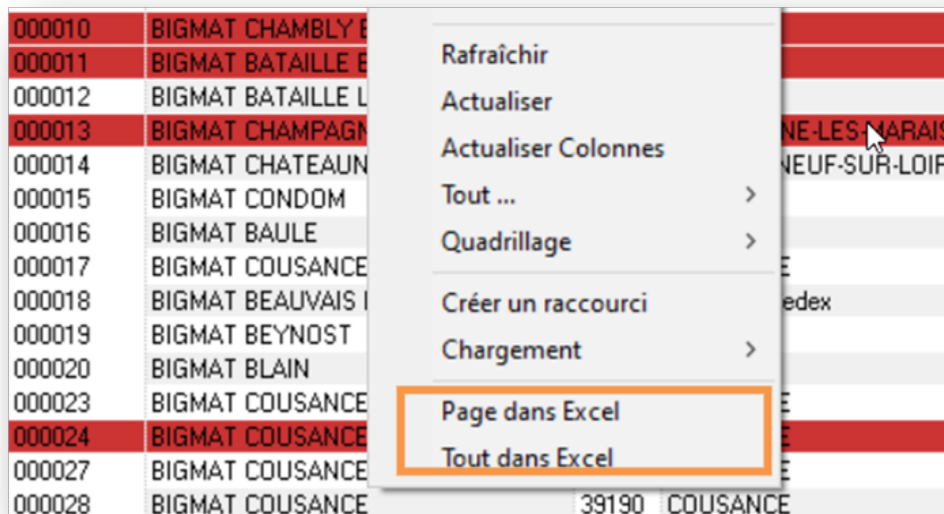 000010 BIGMAT CHAMBLY
000011 BIGMAT BATAILLE
Rafraîchir
000012 BIGMAT BATAILLE L
Actualiser
000013 BIGMAT CHAMPAGN NE-LES-MARAIS
Actualiser Colonnes
000014 BIGMAT CHATEAUN NEUF-SUR-LOIR
000015 BIGMAT CONDOM
Tout ...
000016 BIGMAT BAULE
Quadrillage
000017 BIGMAT COUSANCE E
000018 BIGMAT BEAUVAIS edex
Créer un raccourci
000019 BIGMAT BEYNOST
Chargement
000020 BIGMAT BLAIN
000023 BIGMAT COUSANCE E
Page dans Excel
000024 BIGMAT COUSANCE E
Tout dans Excel
000027 BIGMAT COUSANCE E
000028 BIGMAT COUSANCE 39190 COUSANCE